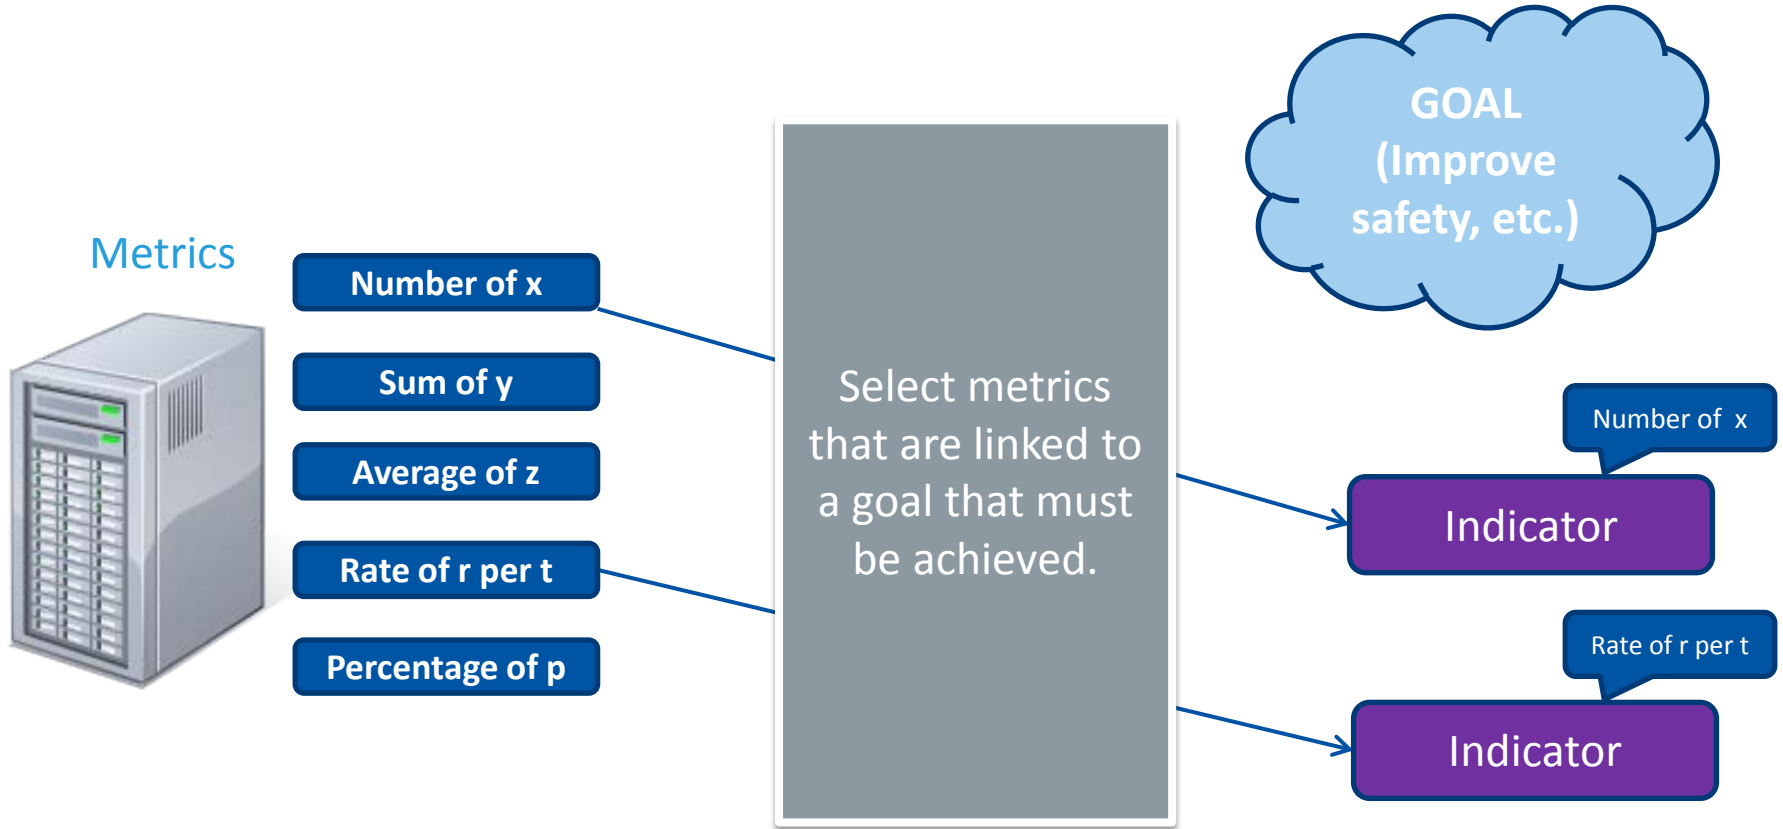 Metrics
Number of x
Sum of y
Average of z
Rate of r per t
Percentage of p
Select metrics
that are linked to
a goal that must
be achieved.
GOAL
(Improve
safety, etc.)
Number of x
Indicator
Rate of r per t
Indicator